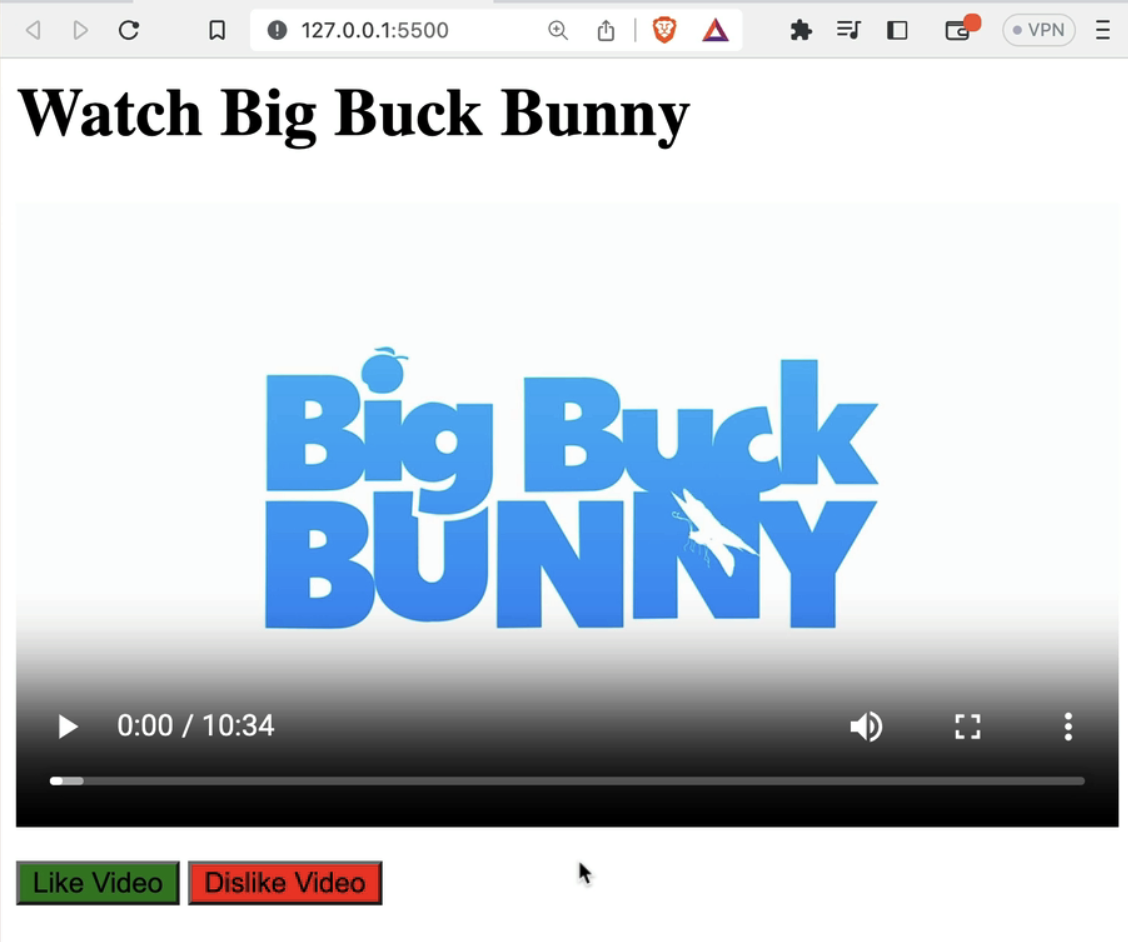 127.0.0.1:5500
VPN
Watch Big Buck Bunny
Big Buck
BUNNY
0:00 / 10:34
Like Video
Dislike Video